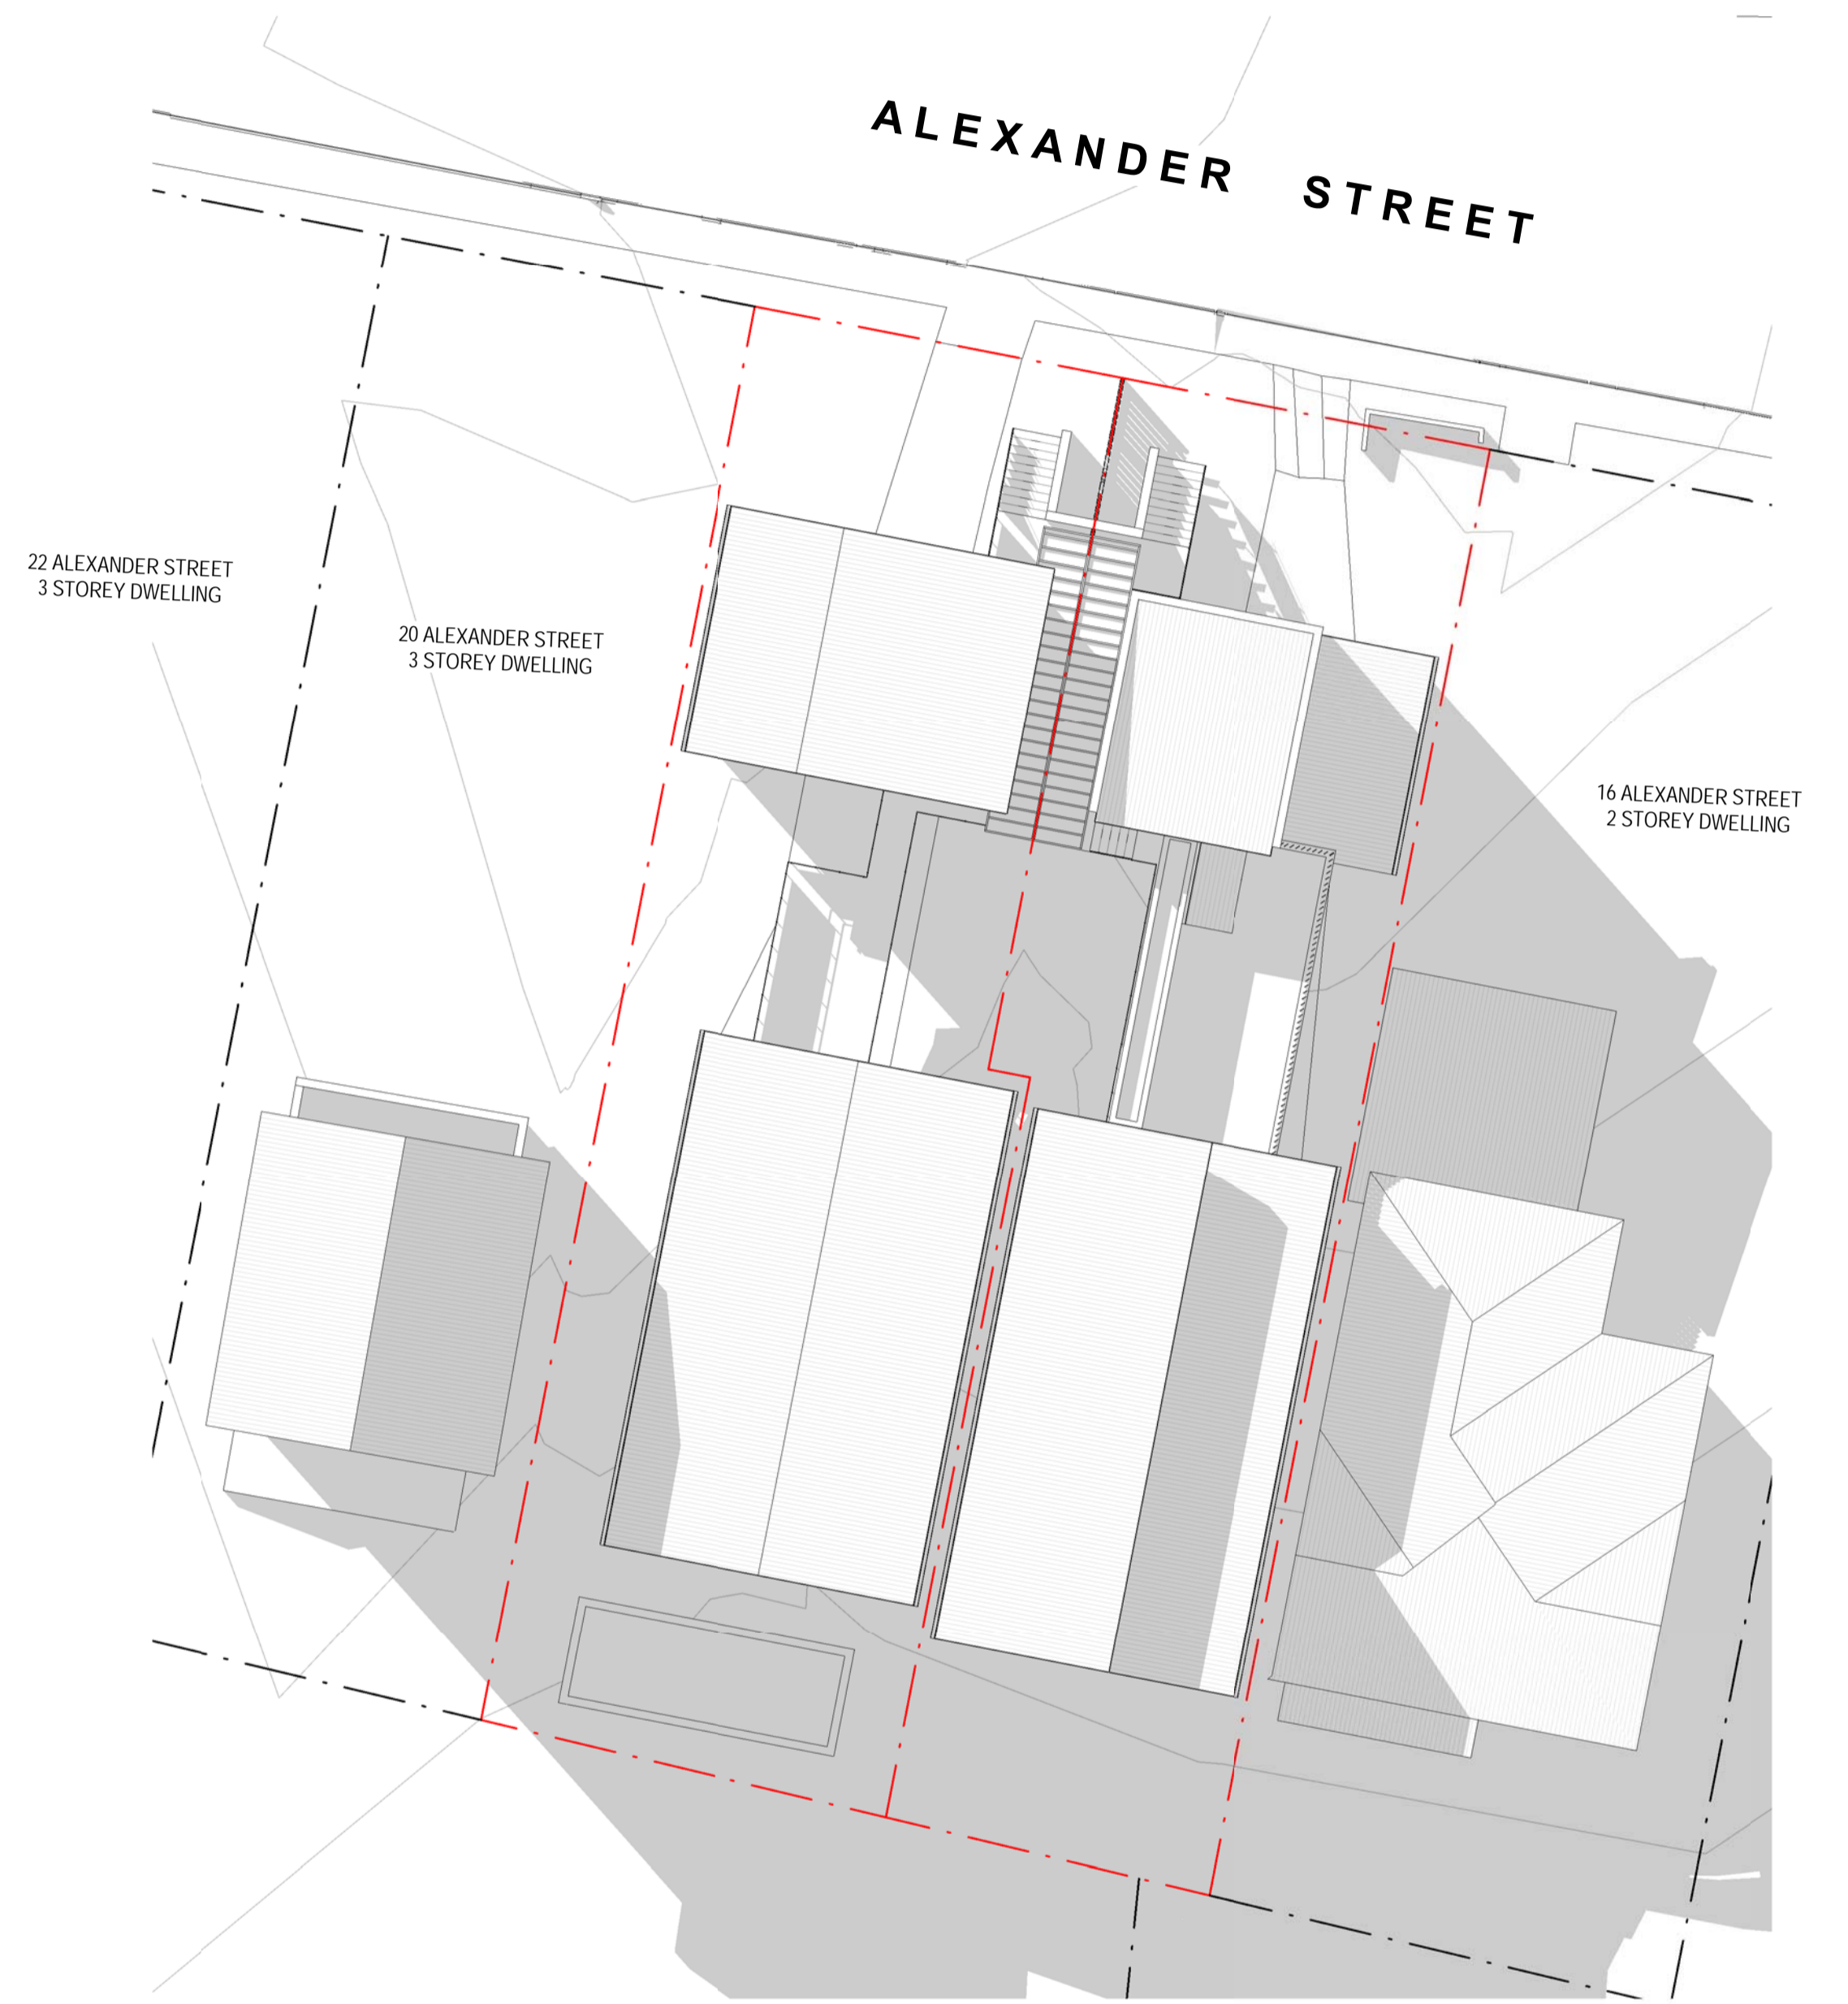 ALEXANDER STREET
22 ALEXANDER STREET
3 STOREY DWELLING
20 ALEXANDER STREET
3 STOREY DWELLING
16 ALEXANDER STREET
2 STOREY DWELLING